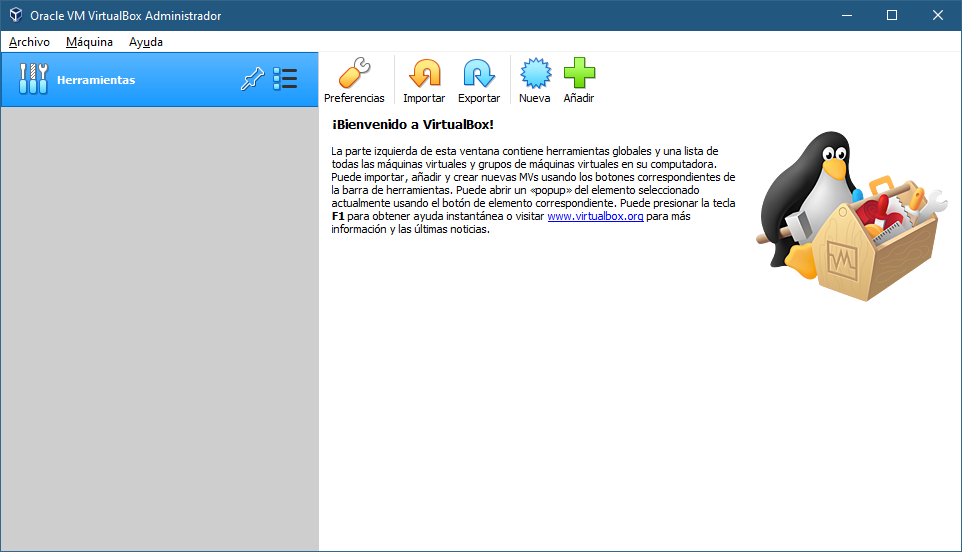 Oracle VM VirtualBox Administrador
Archivo Máquina Ayuda
Herramientas
Preferencias Importar Exportar Nueva Añadir
¡Bienvenido a VirtualBox!
La parte izquierda de esta ventana contiene herramientas globales y una lista de
todas las máquinas virtuales y grupos de máquinas virtuales en su computadora.
Puede importar, añadir y crear nuevas MVs usando los botones correspondientes de
la barra de herramientas. Puede abrir un «popup» del elemento seleccionado
actualmente usando el botón de elemento correspondiente. Puede presionar la tecla
F1 para obtener ayuda instantánea o visitar www.virtualbox.org para más
información y las últimas noticias.